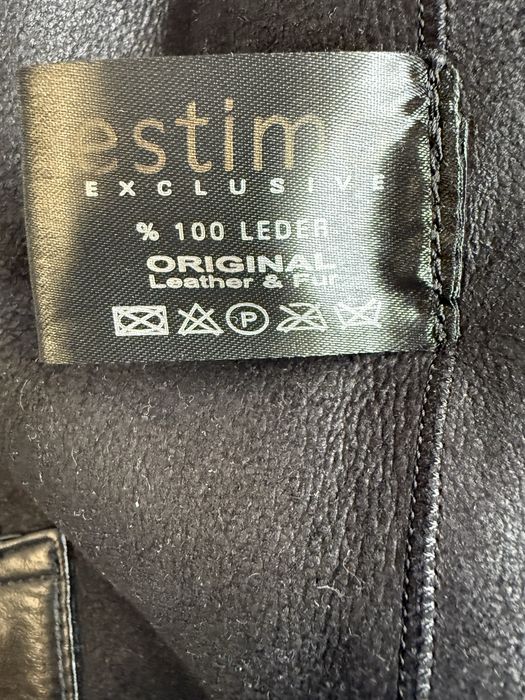 estim
EXCLUSIVE
% 100 LEDER
ORIGINAL
Leather & Fur
P